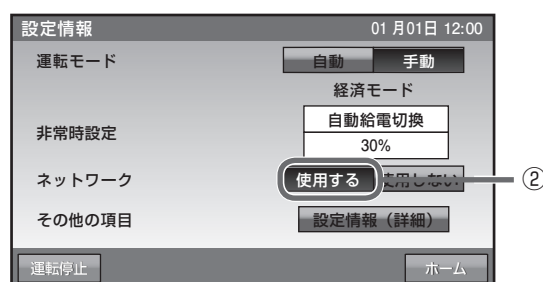 設定情報 01月01日 12:00
運転モード 自動 手動
経済モード
非常時設定 自動給電切換
30%
ネットワーク 使用する 使用しない ②
その他の項目 設定情報（詳細）
運転停止 ホーム